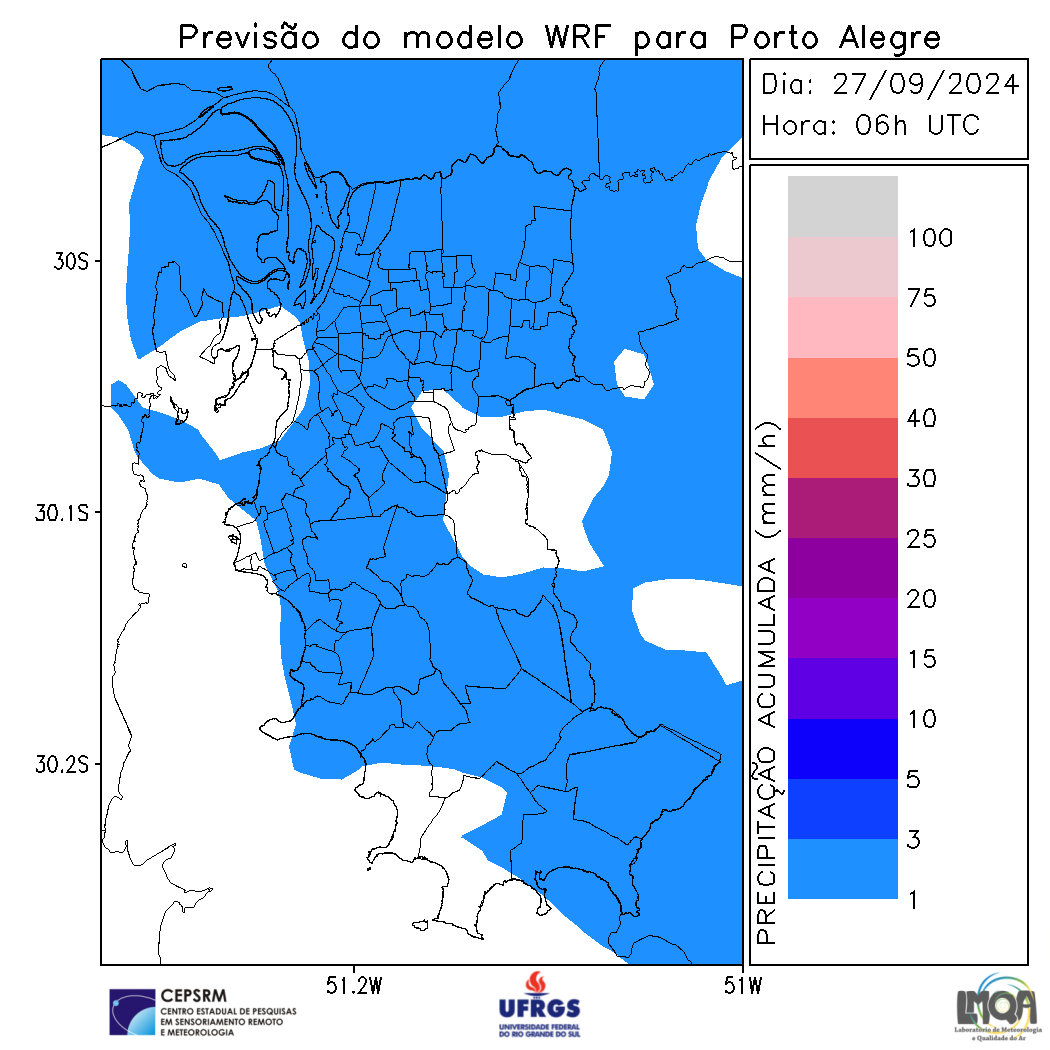 Previsão do modelo WRF para Porto Alegre
Dia: 27/09/2024
Hora: 06h UTC
30S
30.1S
30.2S
51.2W
51W
PRECIPITAÇÃO ACUMULADA (mm/h)
100
75
50
40
30
25
20
15
10
5
3
1
CEPSRM
CENTRO ESTADUAL DE PESQUISAS
EM SENSORIAMENTO REMOTO
E METEOROLOGIA
UFRGS
UNIVERSIDADE FEDERAL
DO RIO GRANDE DO SUL
LMQA
Laboratório de Meteorologia
e Qualidade do Ar